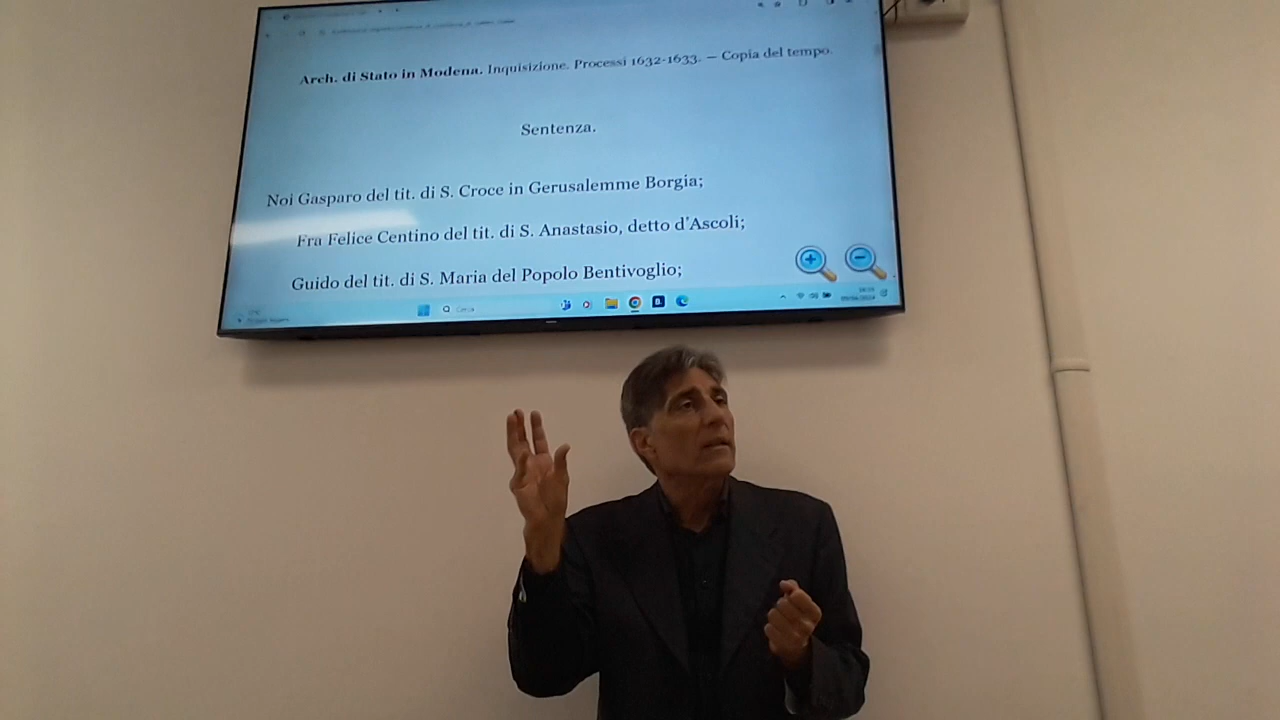 Arch. di Stato in Modena. Inquisizione. Processi 1632-1633. — Copia del tempo.
Sentenza.
Noi Gasparo del tit. di S. Croce in Gerusalemme Borgia;
Fra Felice Centino del tit. di S. Anastasio, detto d'Ascoli;
Guido del tit. di S. Maria del Popolo Bentivoglio;
Cerca